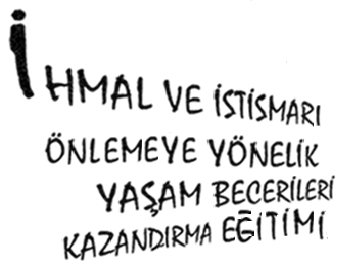 İHMAL VE İSTİSMARI
ÖNLEMEYE YÖNELİK
YAŞAM BECERİLERİ
KAZANDIRMA EĞİTİMİ